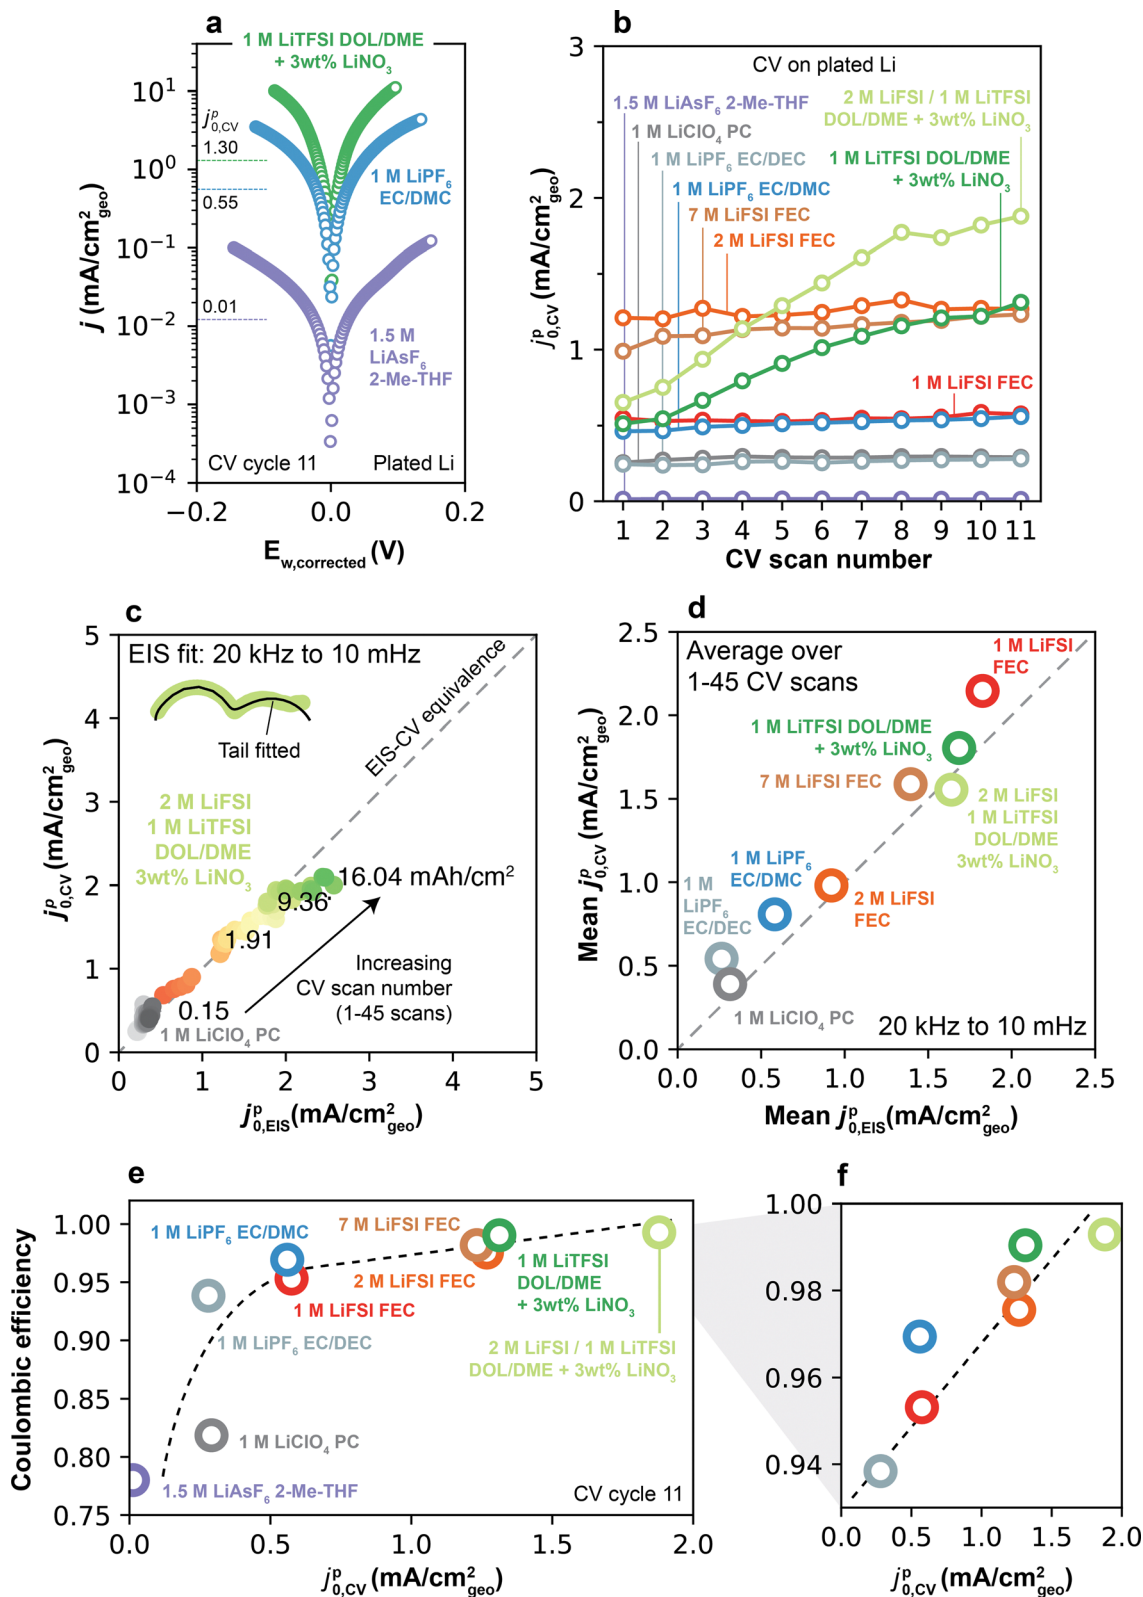 a
1 M LiTFSI DOL/DME
+ 3wt% LiNO₃
10¹
10⁰
10⁻¹
10⁻²
10⁻³
10⁻⁴
j (mA/cm²geo)
jᵖ0,CV
1.30
0.55
0.01
1 M LiPF₆
EC/DMC
1.5 M
LiAsF₆
2-Me-THF
CV cycle 11
Plated Li
−0.2
0.0
0.2
Ew,corrected (V)
b
CV on plated Li
1.5 M LiAsF₆ 2-Me-THF
1 M LiClO₄ PC
1 M LiPF₆ EC/DEC
1 M LiPF₆ EC/DMC
7 M LiFSI FEC
2 M LiFSI FEC
2 M LiFSI / 1 M LiTFSI
DOL/DME + 3wt% LiNO₃
1 M LiTFSI DOL/DME
+ 3wt% LiNO₃
1 M LiFSI FEC
3
2
1
0
jᵖ0,CV (mA/cm²geo)
1 2 3 4 5 6 7 8 9 10 11
CV scan number
c
EIS fit: 20 kHz to 10 mHz
Tail fitted
EIS-CV equivalence
2 M LiFSI
1 M LiTFSI
DOL/DME
3wt% LiNO₃
16.04 mAh/cm²
9.36
1.91
0.15
Increasing
CV scan number
(1-45 scans)
1 M LiClO₄ PC
5
4
3
2
1
0
jᵖ0,CV (mA/cm²geo)
0 1 2 3 4 5
jᵖ0,EIS (mA/cm²geo)
d
Average over
1-45 CV scans
1 M LiFSI
FEC
1 M LiTFSI DOL/DME
+ 3wt% LiNO₃
7 M LiFSI FEC
2 M LiFSI
1 M LiTFSI
DOL/DME
3wt% LiNO₃
1 M LiPF₆
EC/DMC
1 M
LiPF₆
EC/DEC
2 M LiFSI
FEC
1 M LiClO₄ PC
20 kHz to 10 mHz
2.5
2.0
1.5
1.0
0.5
0.0
Mean jᵖ0,CV (mA/cm²geo)
0.0 0.5 1.0 1.5 2.0 2.5
Mean jᵖ0,EIS (mA/cm²geo)
e
1 M LiPF₆ EC/DMC
7 M LiFSI FEC
2 M LiFSI FEC
1 M LiFSI FEC
1 M LiTFSI
DOL/DME
+ 3wt% LiNO₃
1 M LiPF₆ EC/DEC
2 M LiFSI / 1 M LiTFSI
DOL/DME + 3wt% LiNO₃
1 M LiClO₄ PC
1.5 M LiAsF₆ 2-Me-THF
CV cycle 11
1.00
0.95
0.90
0.85
0.80
0.75
Coulombic efficiency
0.0 0.5 1.0 1.5 2.0
jᵖ0,CV (mA/cm²geo)
f
1.00
0.98
0.96
0.94
0.0 0.5 1.0 1.5 2.0
jᵖ0,CV (mA/cm²geo)